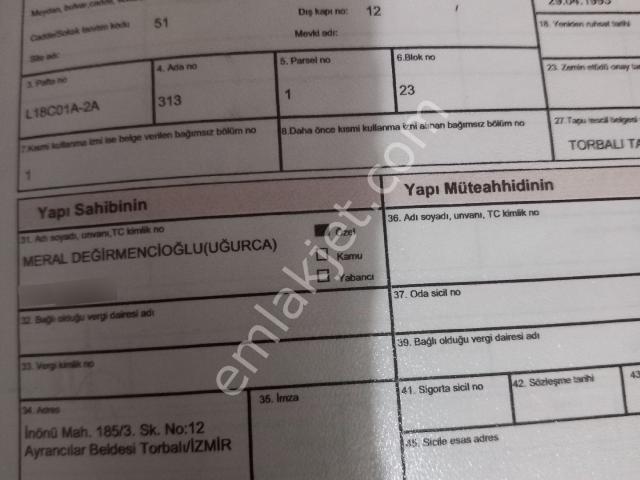 Meydan, bulvar, cadde,
Dış kapı no: 12
29.04.1993
Cadde/Sokak tanıtım kodu 51
Mevki adı:
18. Yeniden ruhsat tarihi
Site adı:
3. Pafta no
4. Ada no
5. Parsel no
6.Blok no
23. Zemin etüdü onay tar
L18C01A-2A
313
1
23
7.Kısmi kullanma izni ise belge verilen bağımsız bölüm no
8.Daha önce kısmi kullanma izni alınan bağımsız bölüm no
27.Tapu tescil belgesi
1
TORBALI TA
Yapı Sahibinin
Yapı Müteahhidinin
31. Adı soyadı, unvanı,TC kimlik no
Özel
36. Adı soyadı, unvanı, TC kimlik no
MERAL DEĞİRMENCİOĞLU(UĞURCA)
Kamu
Yabancı
37. Oda sicil no
32. Bağlı olduğu vergi dairesi adı
39. Bağlı olduğu vergi dairesi adı
33. Vergi kimlik no
41. Sigorta sicil no
42. Sözleşme tarihi
43
34. Adres
35. İmza
İnönü Mah. 185/3. Sk. No:12
Ayrancılar Beldesi Torbalı/İZMİR
45. Sicile esas adres
emlakjet.com